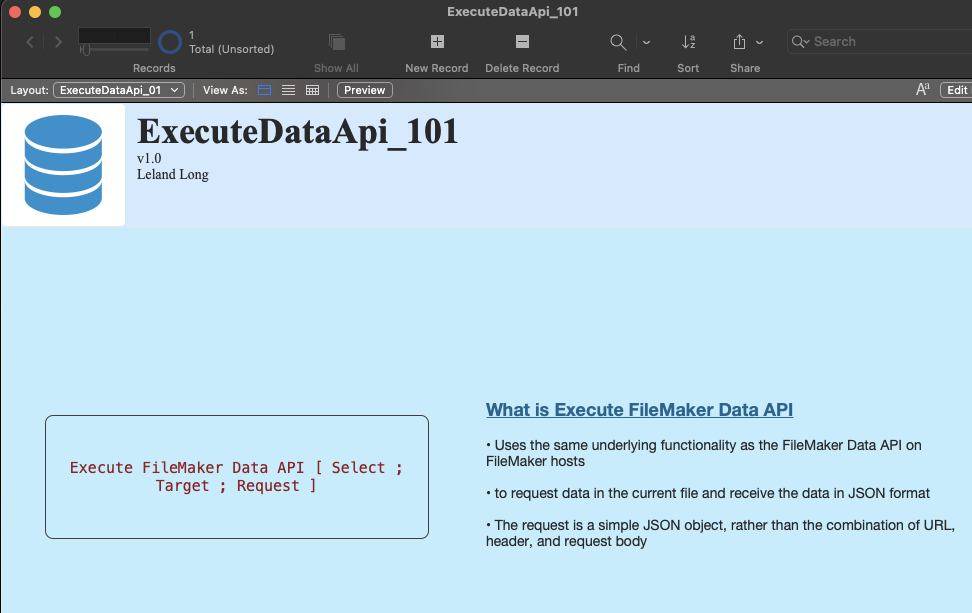 ExecuteDataApi_101
1
Total (Unsorted)
Records
Show All
New Record
Delete Record
Find
Sort
Share
Search
Layout:
ExecuteDataApi_01
View As:
Preview
Aa
Edit
ExecuteDataApi_101
v1.0
Leland Long
What is Execute FileMaker Data API
• Uses the same underlying functionality as the FileMaker Data API on
FileMaker hosts
• to request data in the current file and receive the data in JSON format
• The request is a simple JSON object, rather than the combination of URL,
header, and request body
Execute FileMaker Data API [ Select ;
Target ; Request ]